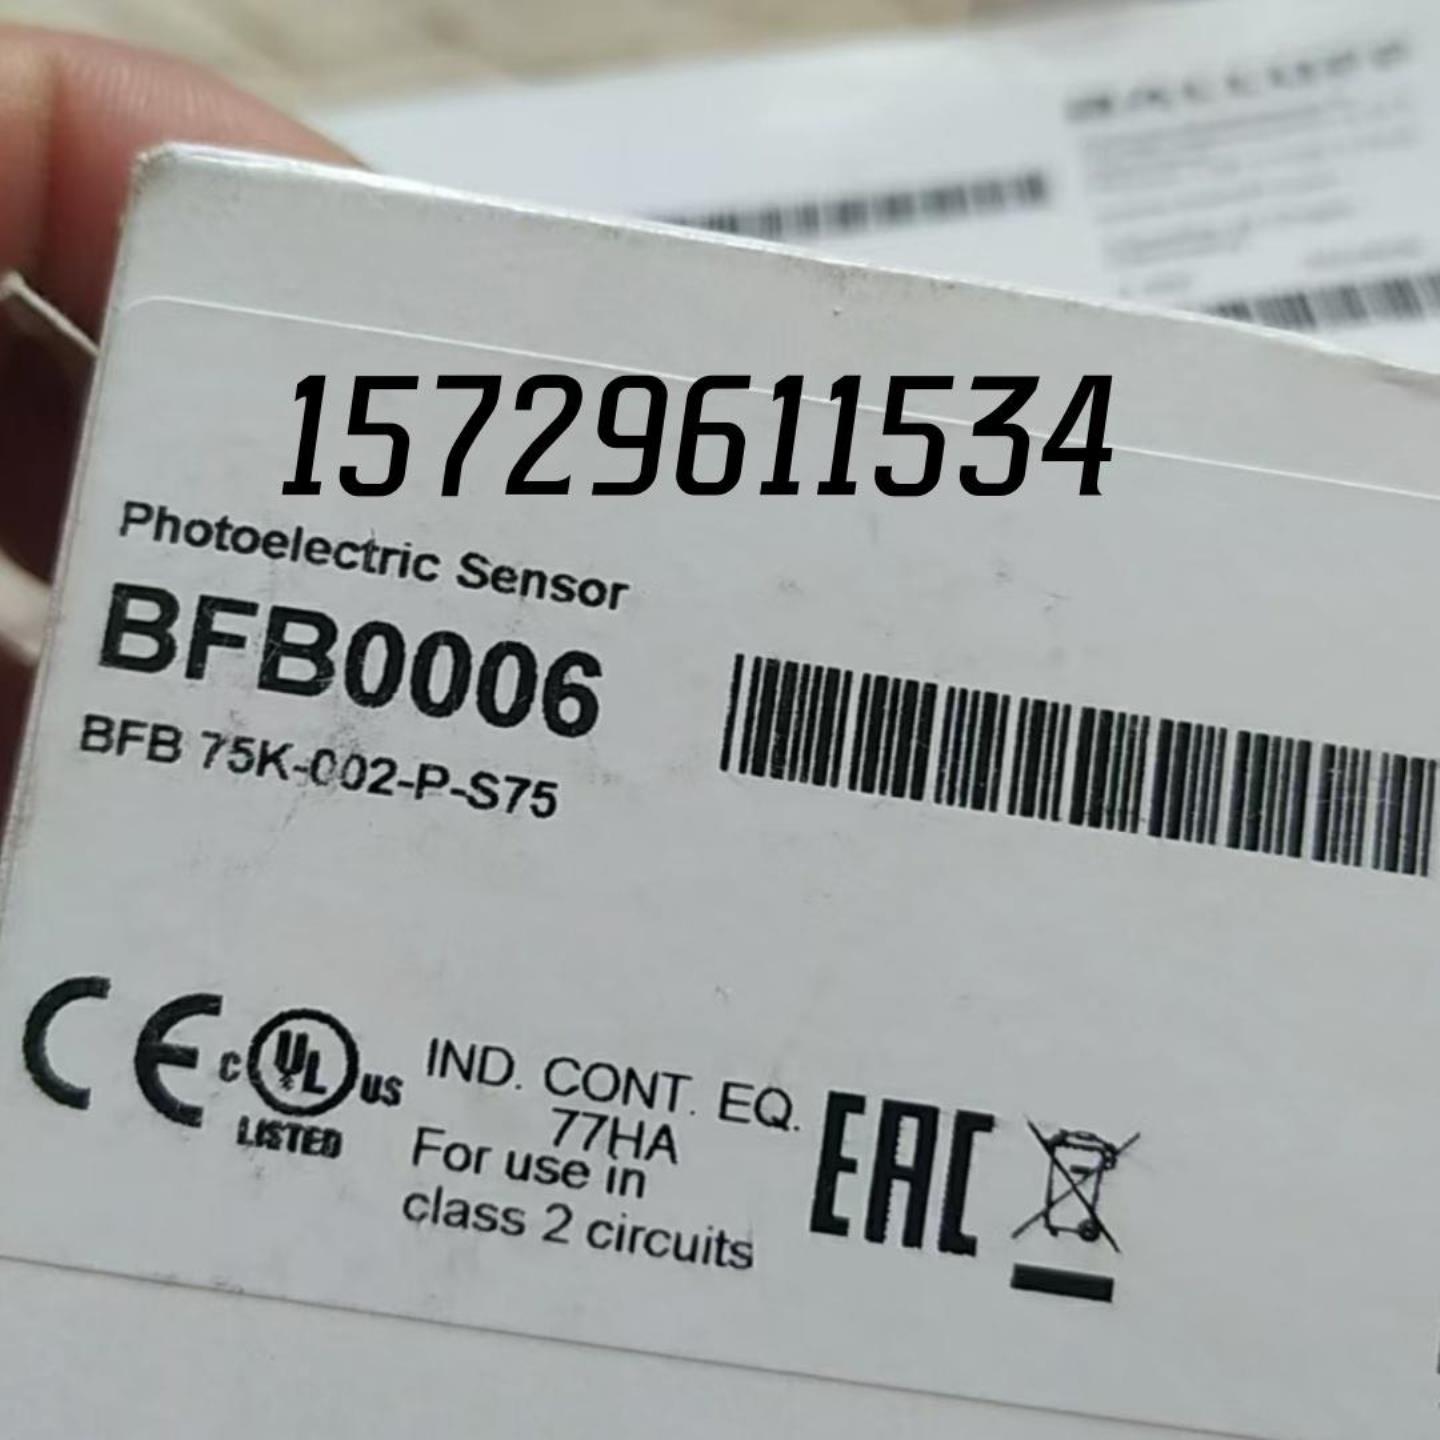 15729611534
Photoelectric Sensor
BFB0006
BFB 75K-002-P-S75
CE
C UL US
LISTED
IND. CONT. EQ.
77HA
For use in
class 2 circuits
EAC